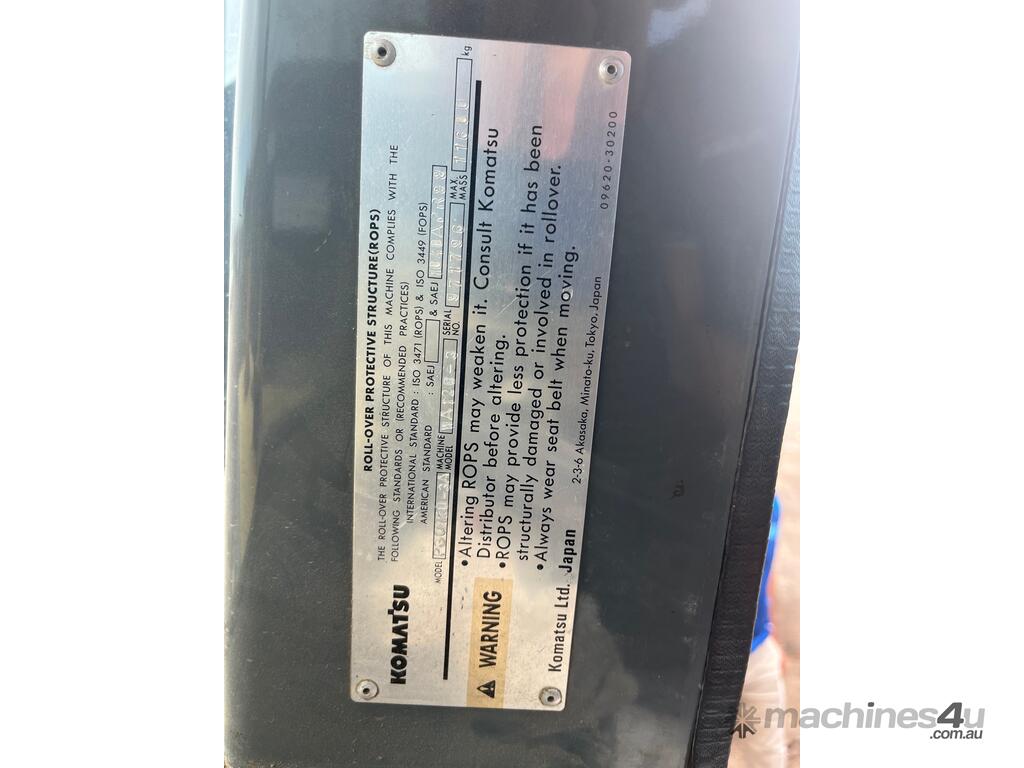 ROLL-OVER PROTECTIVE STRUCTURE(ROPS)
THE ROLL-OVER PROTECTIVE STRUCTURE OF THIS MACHINE COMPLIES WITH THE
FOLLOWING STANDARDS OR (RECOMMENDED PRACTICES)
INTERNATIONAL STANDARD : ISO 3471 (ROPS) & ISO 3449 (FOPS)
AMERICAN STANDARD : SAEJ & SAEJ
KOMATSU
MODEL MACHINE MODEL WA120-3 SERIAL NO. MAX. MASS kg
WARNING
•Altering ROPS may weaken it. Consult Komatsu
Distributor before altering.
•ROPS may provide less protection if it has been
structurally damaged or involved in rollover.
•Always wear seat belt when moving.
Komatsu Ltd. Japan 2-3-6 Akasaka, Minato-ku, Tokyo, Japan 09620-30200
machines4u
.com.au